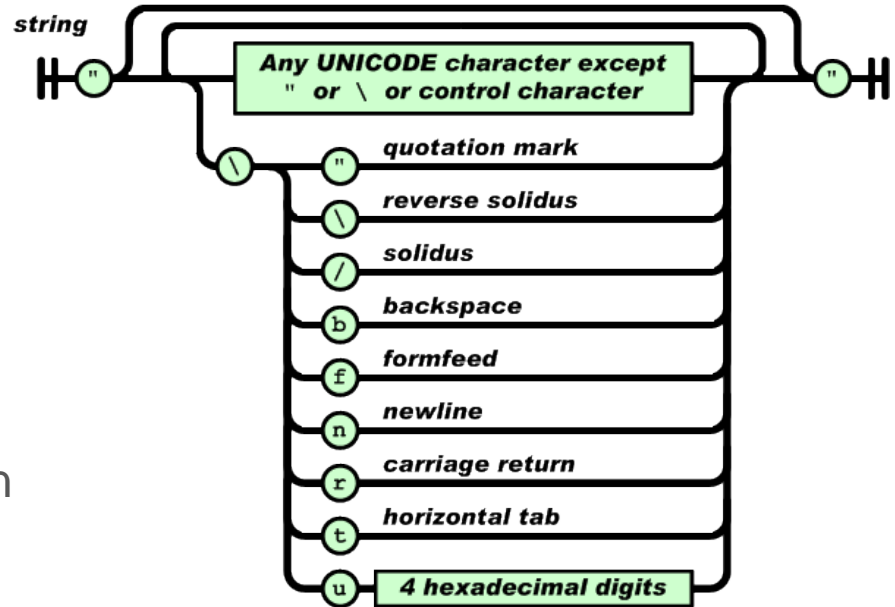 string
"
Any UNICODE character except
" or \ or control character
"
\
" quotation mark
\ reverse solidus
/ solidus
b backspace
f formfeed
n newline
r carriage return
t horizontal tab
u 4 hexadecimal digits
n